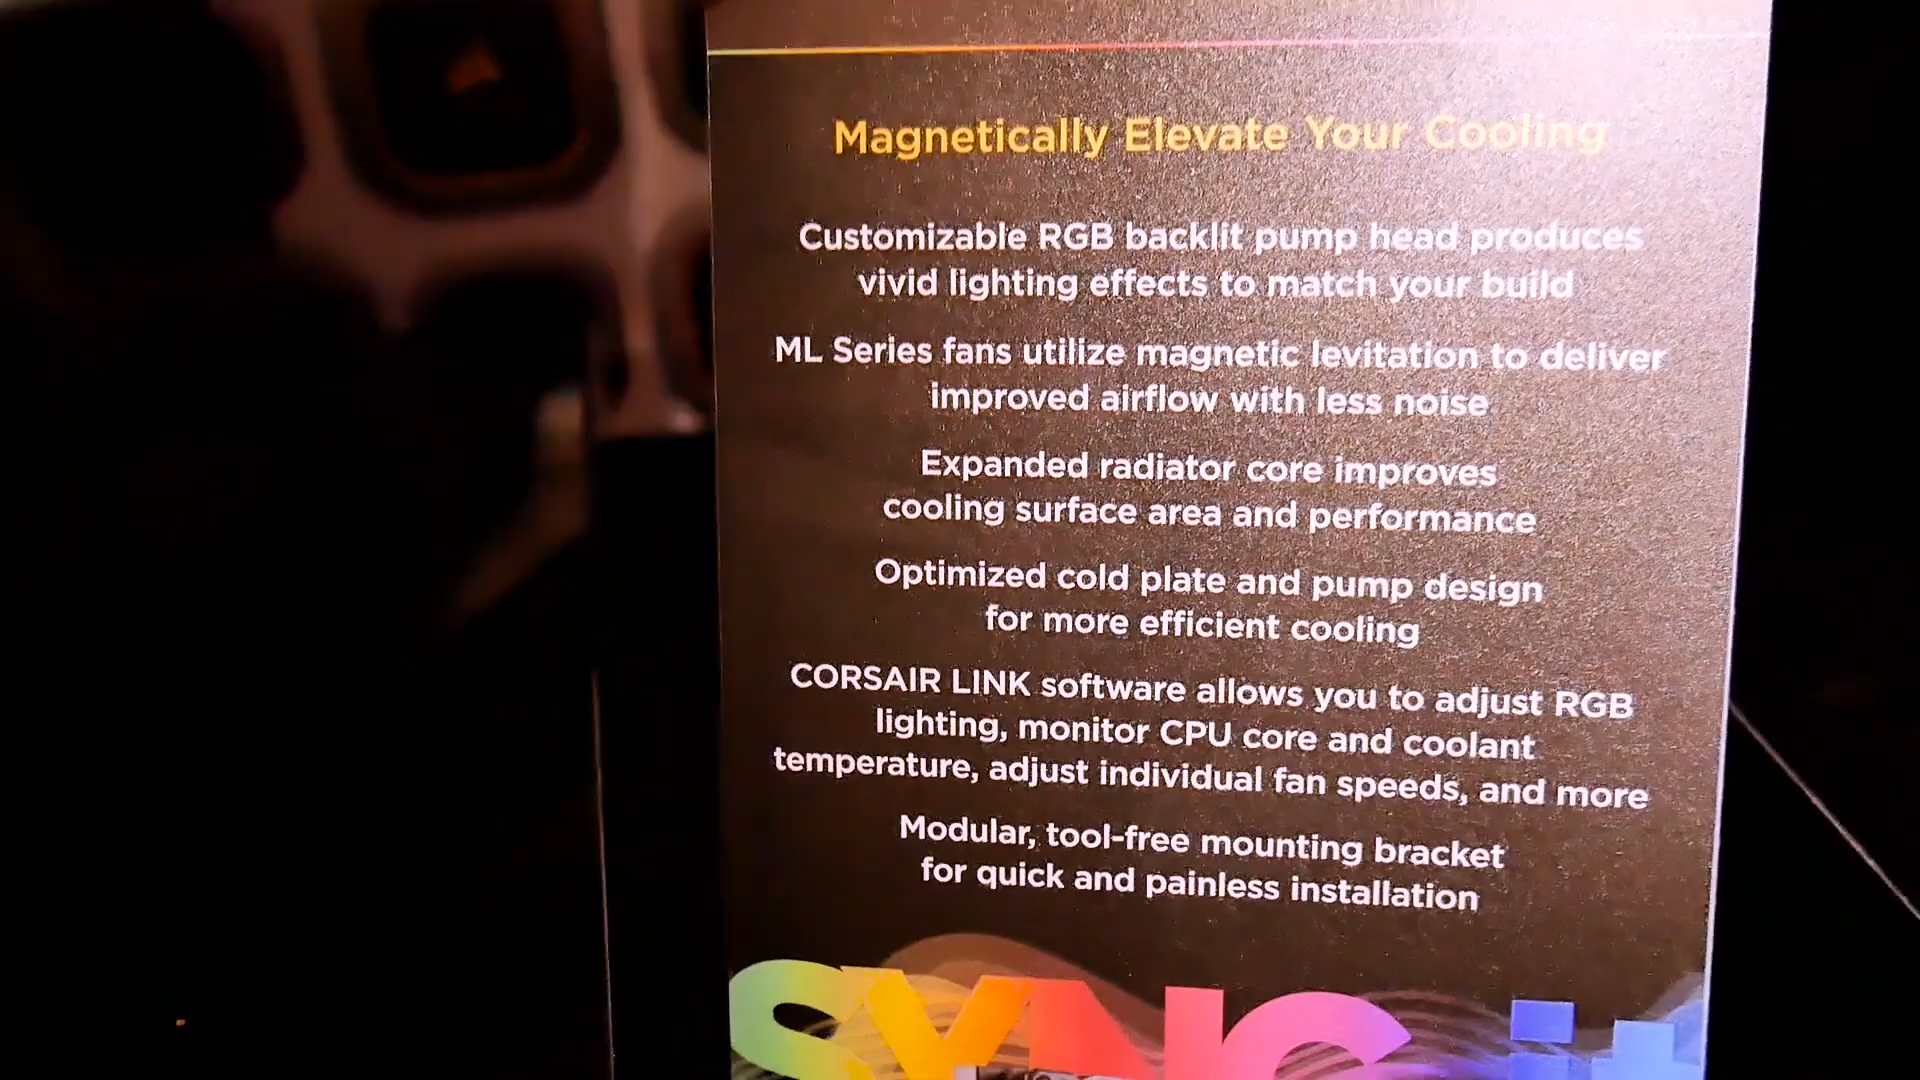 Magnetically Elevate Your Cooling
Customizable RGB backlit pump head produces
vivid lighting effects to match your build
ML Series fans utilize magnetic levitation to deliver
improved airflow with less noise
Expanded radiator core improves
cooling surface area and performance
Optimized cold plate and pump design
for more efficient cooling
CORSAIR LINK software allows you to adjust RGB
lighting, monitor CPU core and coolant
temperature, adjust individual fan speeds, and more
Modular, tool-free mounting bracket
for quick and painless installation
SYNC it